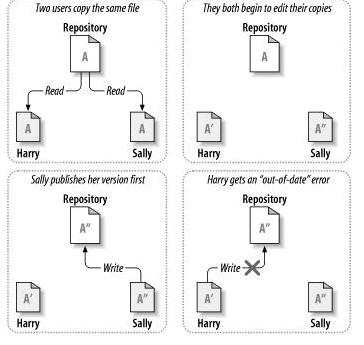 Two users copy the same file
Repository
A
Read Read
A A
Harry Sally
They both begin to edit their copies
Repository
A
A' A"
Harry Sally
Sally publishes her version first
Repository
A"
Write
A' A"
Harry Sally
Harry gets an "out-of-date" error
Repository
A"
Write
A' A"
Harry Sally